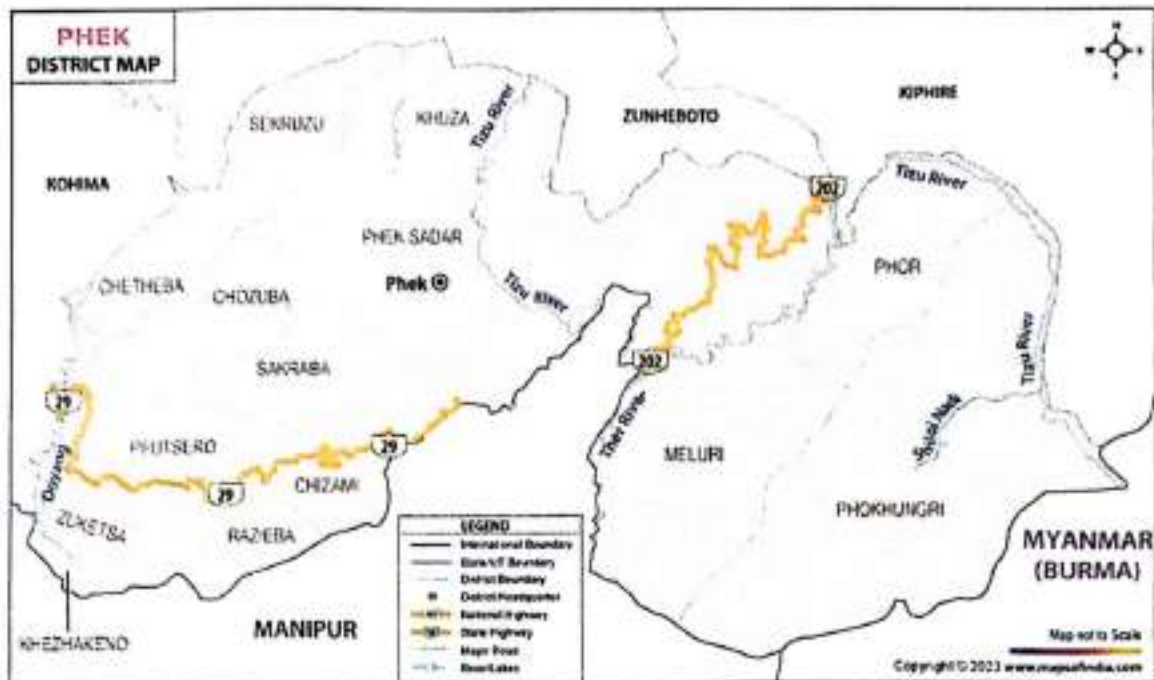 PHEK
DISTRICT MAP
N
W
E
S
KIPHIRE
ZUNHEBOTO
Tizu River
KHUZA
SEKRUZU
KOHIMA
202
Tizu River
PHEK SADAR
PHOR
Phek
CHETHEBA
CHOZUBA
Tizu River
Tizu River
202
SAKRABA
29
Ther River
PFUTSERO
29
MELURI
Doyang
29
CHIZAMI
PHOKHUNGRI
ZUKETSA
RAZIEBA
LEGEND
International Boundary
State/UT Boundary
District Boundary
District Headquarter
National Highway
State Highway
Major Road
River/Lakes
MYANMAR
(BURMA)
MANIPUR
KHEZHAKENO
Map not to Scale
Copyright © 2023 www.mapsofindia.com